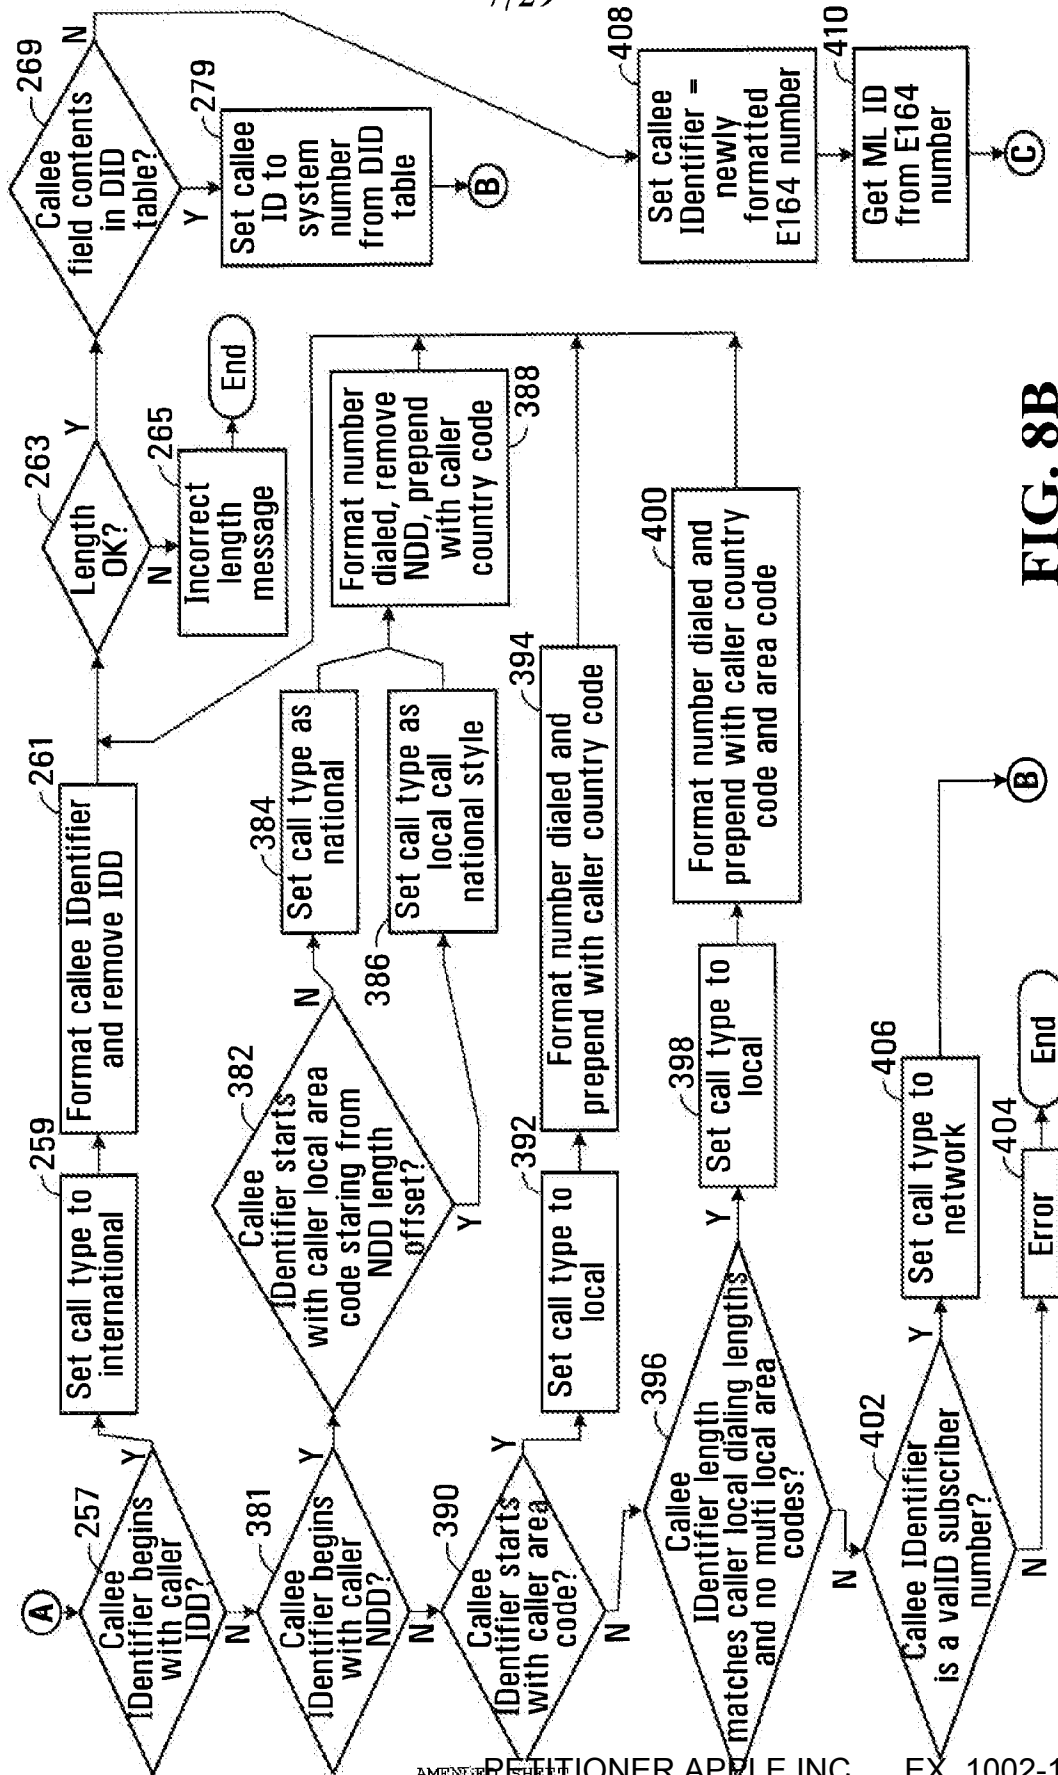 A
257
Callee
IDentifier begins
with caller
IDD?
Y
N
259
Set call type to
international
261
Format callee IDentifier
and remove IDD
263
Length
OK?
Y
N
265
Incorrect
length
message
End
269
Callee
field contents
in DID
table?
N
Y
279
Set callee
ID to
system
number
from DID
table
B
381
Callee
IDentifier begins
with caller
NDD?
Y
N
382
Callee
IDentifier starts
with caller local area
code staring from
NDD length
offset?
N
Y
384
Set call type as
national
386
Set call type as
local call
national style
Format number
dialed, remove
NDD, prepend
with caller
country code
388
390
Callee
IDentifier starts
with caller area
code?
Y
N
392
Set call type to
local
394
Format number dialed and
prepend with caller country code
396
Callee
IDentifier length
matches caller local dialing lengths
and no multi local area
codes?
Y
N
398
Set call type to
local
400
Format number dialed and
prepend with caller country
code and area code
408
Set callee
IDentifier =
newly
formatted
E164 number
410
Get ML ID
from E164
number
C
402
Callee IDentifier
is a valID subscriber
number?
Y
N
406
Set call type to
network
B
404
Error
End
FIG. 8B
PETITIONER APPLE INC. EX. 1002-1